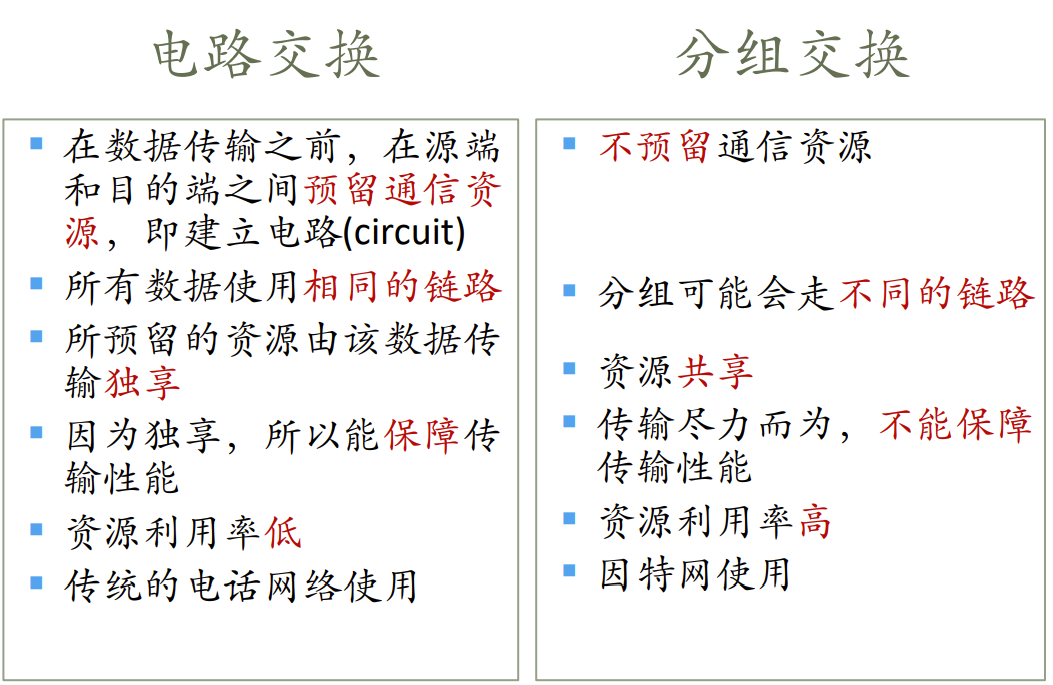 电路交换
在数据传输之前，在源端
和目的端之间预留通信资
源，即建立电路(circuit)
所有数据使用相同的链路
所预留的资源由该数据传
输独享
因为独享，所以能保障传
输性能
资源利用率低
传统的电话网络使用
分组交换
不预留通信资源
分组可能会走不同的链路
资源共享
传输尽力而为，不能保障
传输性能
资源利用率高
因特网使用